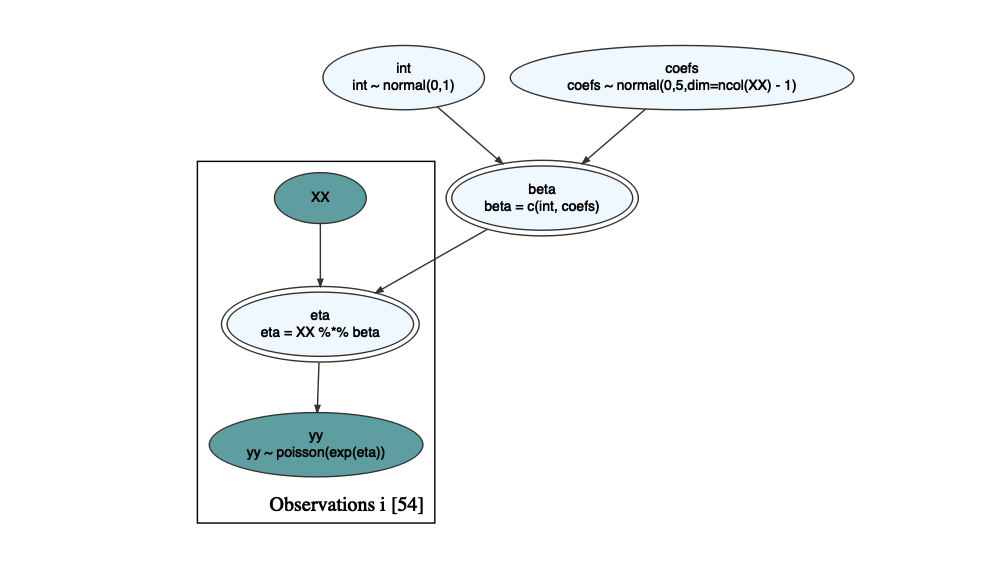 int
int ~ normal(0,1)
coefs
coefs ~ normal(0,5,dim=ncol(XX) - 1)
beta
beta = c(int, coefs)
XX
eta
eta = XX %*% beta
yy
yy ~ poisson(exp(eta))
Observations i [54]